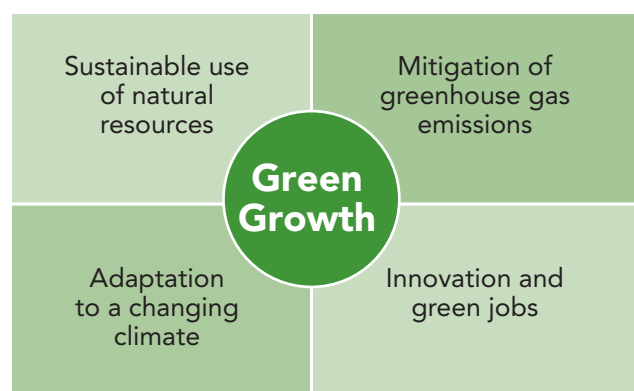 Sustainable use
of natural
resources
Mitigation of
greenhouse gas
emissions
Green
Growth
Adaptation
to a changing
climate
Innovation and
green jobs